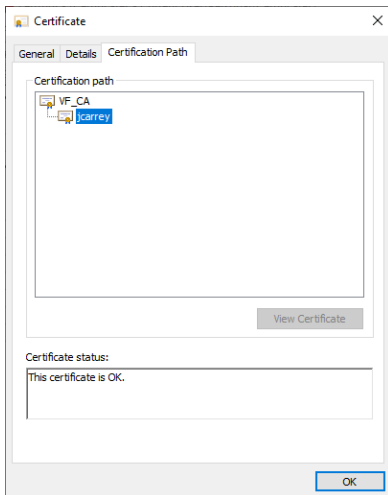 Certificate
General Details Certification Path
Certification path
VF_CA
jcarrey
View Certificate
Certificate status:
This certificate is OK.
OK